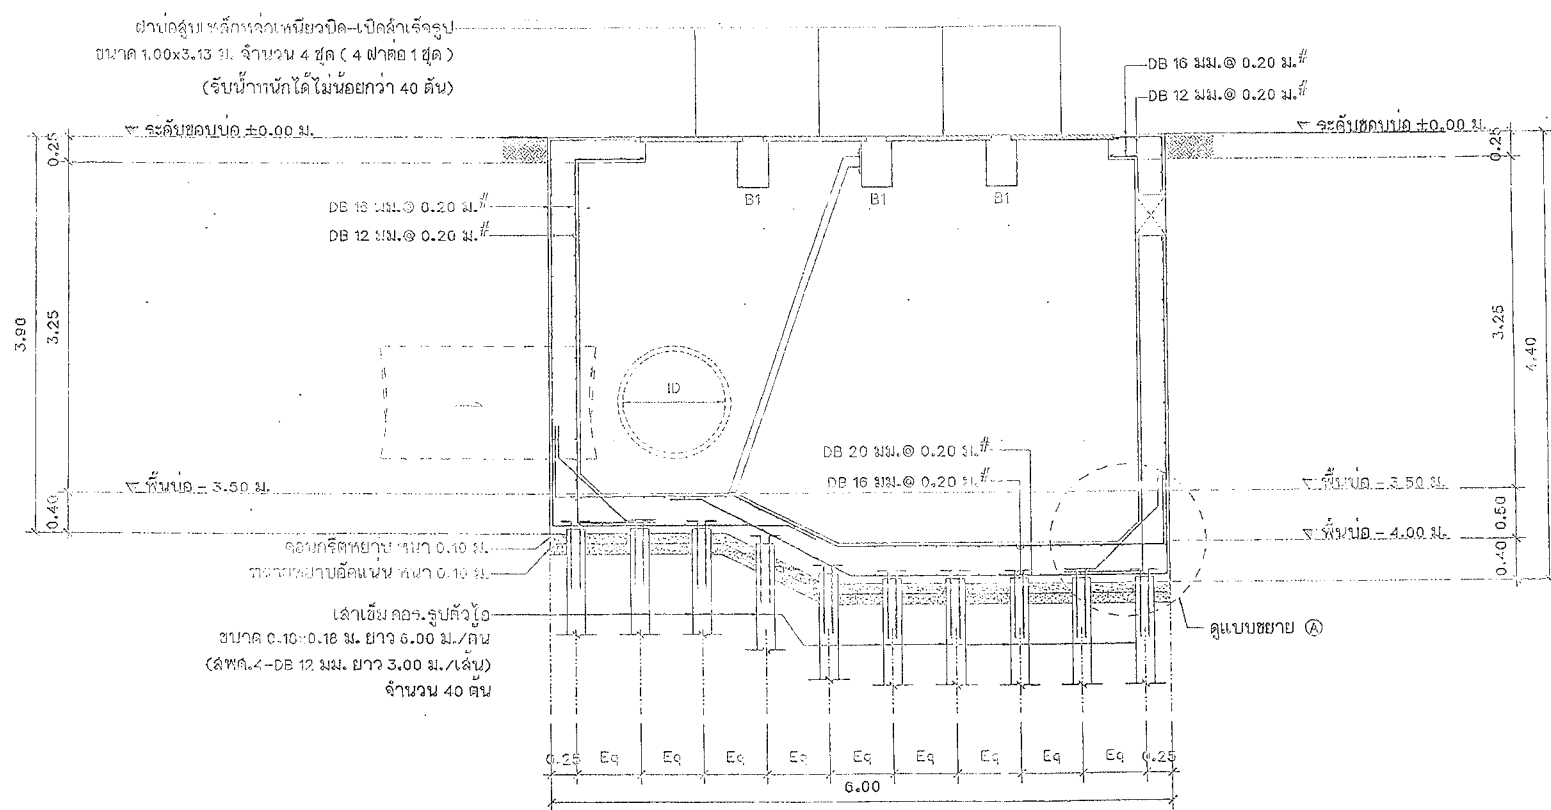 ฝาบ่อสูบเหล็กหล่อเหนียวปิด-เปิดสำเร็จรูป
ขนาด 1.00x3.13 ม. จำนวน 4 ชุด ( 4 ฝาต่อ 1 ชุด )
(รับน้ำหนักได้ไม่น้อยกว่า 40 ตัน)
DB 16 มม.@ 0.20 ม.#
DB 12 มม.@ 0.20 ม.#
ระดับขอบบ่อ ±0.00 ม.
ระดับขอบบ่อ ±0.00 ม.
0.25
0.25
B1
B1
B1
DB 16 มม.@ 0.20 ม.#
DB 12 มม.@ 0.20 ม.#
3.90
3.25
3.25
4.40
ID
DB 20 มม.@ 0.20 ม.#
DB 16 มม.@ 0.20 ม.#
พื้นบ่อ - 3.50 ม.
พื้นบ่อ - 3.50 ม.
0.40
0.50
พื้นบ่อ - 4.00 ม.
0.40
คอนกรีตหยาบ หนา 0.10 ม.
ทรายหยาบอัดแน่น หนา 0.10 ม.
เสาเข็ม คอร.รูปตัวไอ
ขนาด 0.18x0.18 ม. ยาว 6.00 ม./ต้น
(สพค.4-DB 12 มม. ยาว 3.00 ม./เส้น)
จำนวน 40 ต้น
ดูแบบขยาย A
0.25 Eq Eq Eq Eq Eq Eq Eq Eq Eq 0.25
6.00